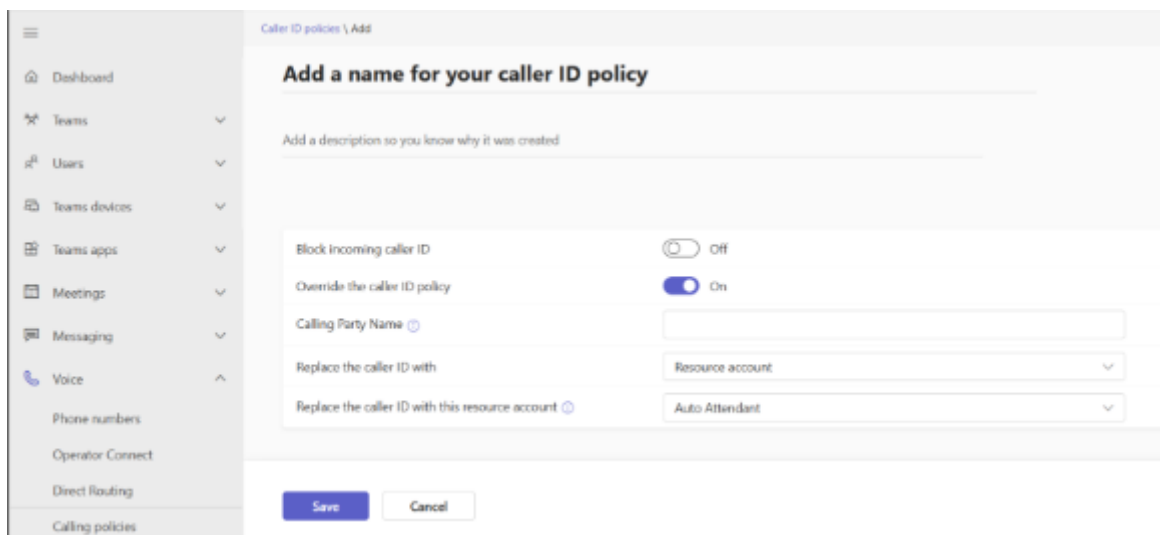 Caller ID policies \ Add
Dashboard
Teams
Users
Teams devices
Teams apps
Meetings
Messaging
Voice
Phone numbers
Operator Connect
Direct Routing
Calling policies
Add a name for your caller ID policy
Add a description so you know why it was created
Block incoming caller ID Off
Override the caller ID policy On
Calling Party Name
Replace the caller ID with Resource account
Replace the caller ID with this resource account Auto Attendant
Save Cancel